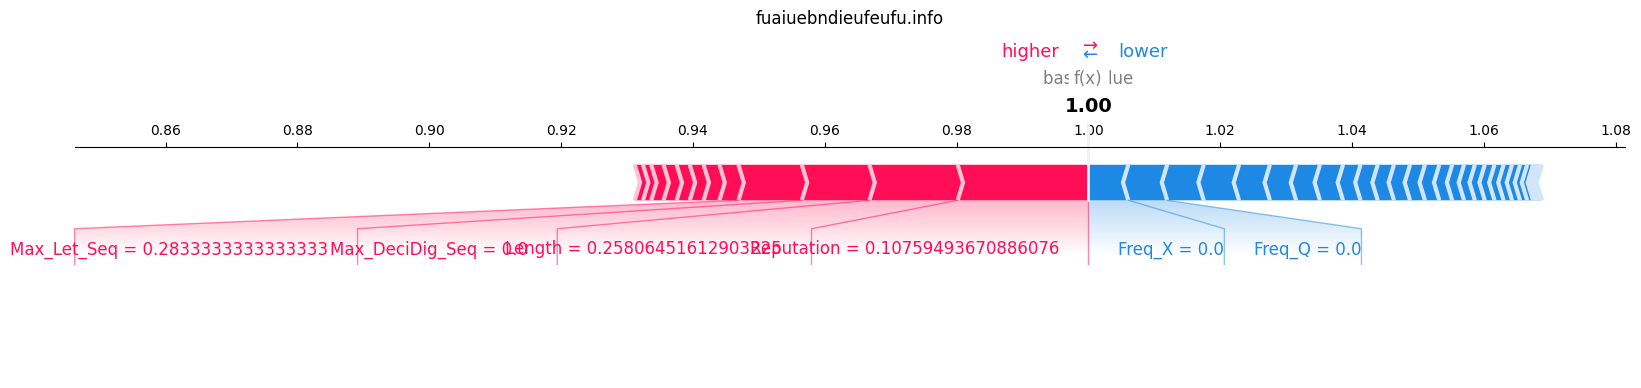 fuaiuebndieufeufu.info
higher ⇄ lower
bas f(x) lue
1.00
0.86 0.88 0.90 0.92 0.94 0.96 0.98 1.00 1.02 1.04 1.06 1.08
Max_Let_Seq = 0.2833333333333333 Max_DeciDig_Seq = 0.0 Length = 0.25806451612903225 Reputation = 0.10759493670886076 Freq_X = 0.0 Freq_Q = 0.0